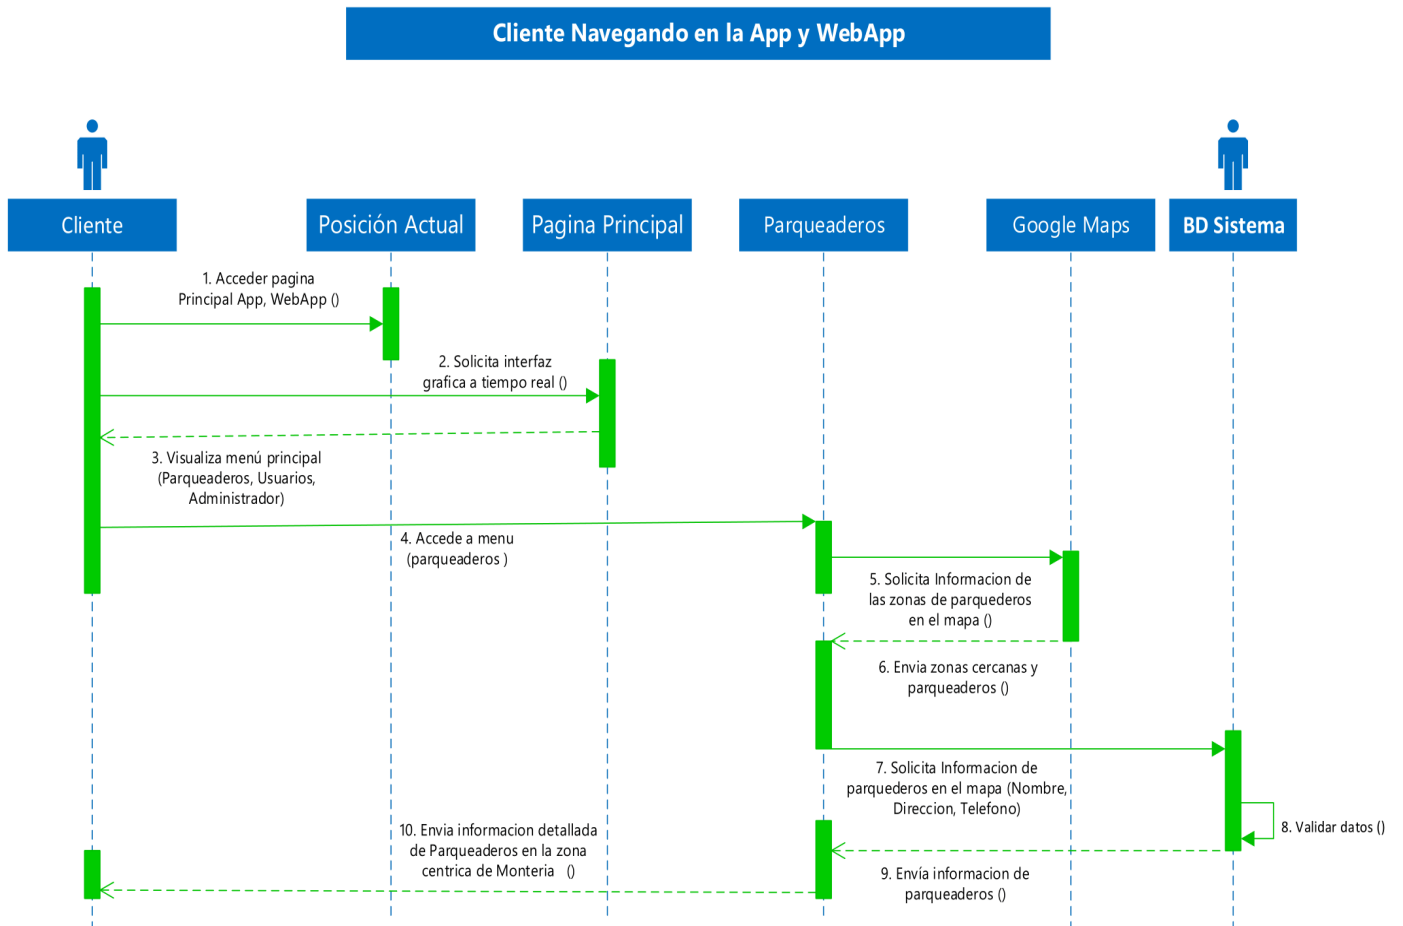 Cliente Navegando en la App y WebApp
Cliente
Posición Actual
Pagina Principal
Parqueaderos
Google Maps
BD Sistema
1. Acceder pagina
Principal App, WebApp ()
2. Solicita interfaz
grafica a tiempo real ()
3. Visualiza menú principal
(Parqueaderos, Usuarios,
Administrador)
4. Accede a menu
(parqueaderos )
5. Solicita Informacion de
las zonas de parquederos
en el mapa ()
6. Envia zonas cercanas y
parqueaderos ()
7. Solicita Informacion de
parquederos en el mapa (Nombre,
Direccion, Telefono)
8. Validar datos ()
9. Envía informacion de
parqueaderos ()
10. Envia informacion detallada
de Parqueaderos en la zona
centrica de Monteria ()